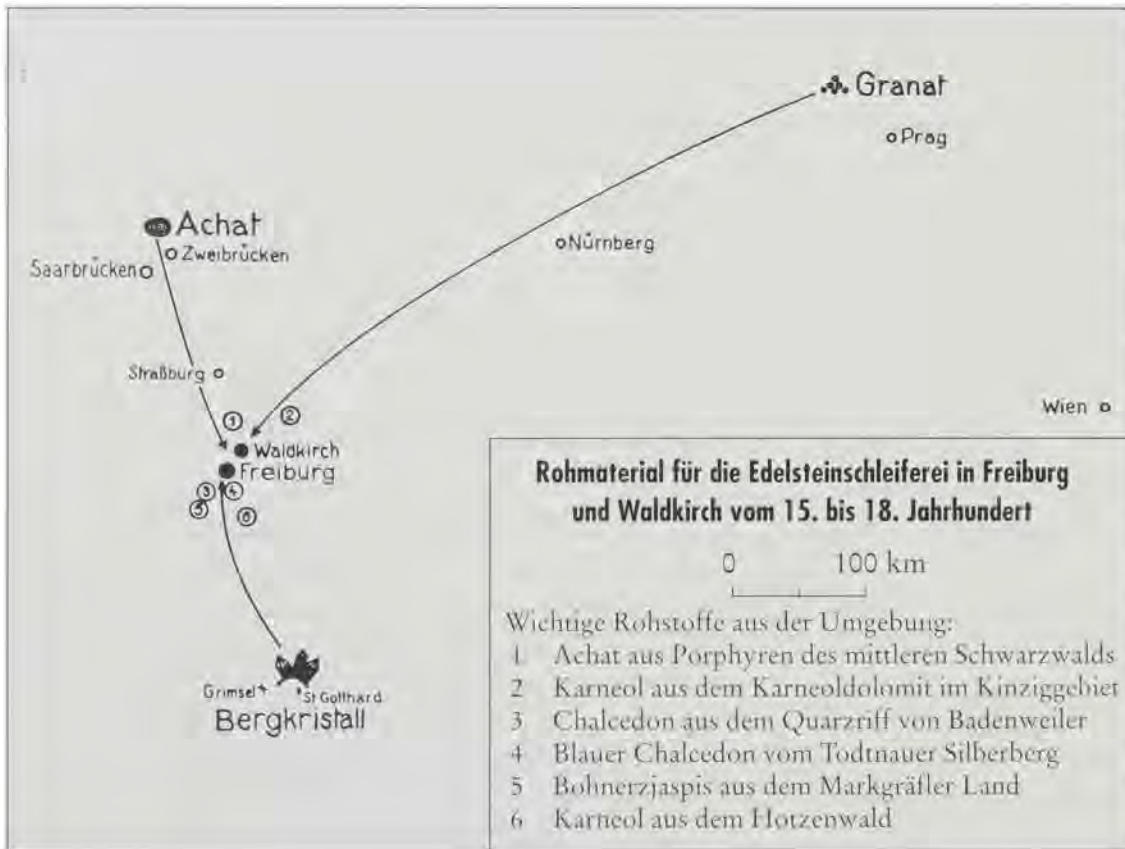 Granat
Prag
Achat
Zweibrücken
Saarbrücken
Nürnberg
Straßburg
Wien
1
2
Waldkirch
Freiburg
3
4
5
6
Grimsel
St Gotthard
Bergkristall
Rohmaterial für die Edelsteinschleiferei in Freiburg
und Waldkirch vom 15. bis 18. Jahrhundert
0 100 km
Wichtige Rohstoffe aus der Umgebung:
1 Achat aus Porphyren des mittleren Schwarzwalds
2 Karneol aus dem Karneoldolomit im Kinziggebiet
3 Chalcedon aus dem Quarzriff von Badenweiler
4 Blauer Chalcedon vom Todtnauer Silberberg
5 Bohnerzjaspis aus dem Markgräfler Land
6 Karneol aus dem Hotzenwald